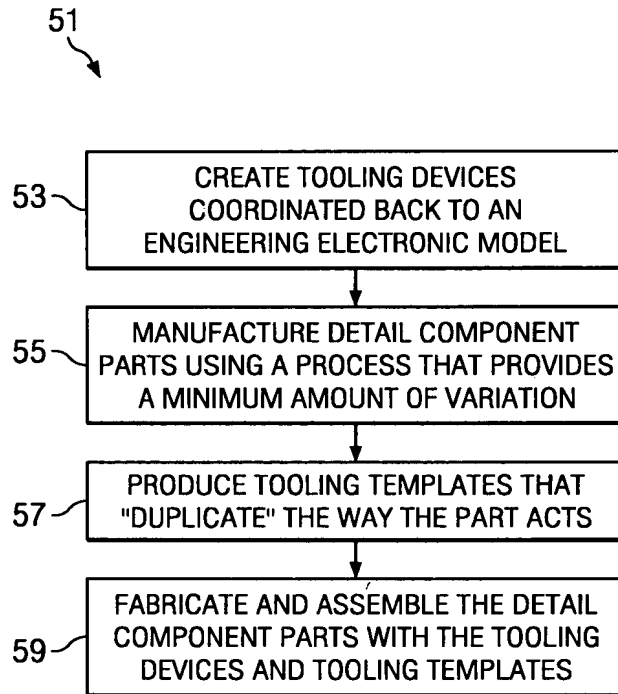 51
53
CREATE TOOLING DEVICES
COORDINATED BACK TO AN
ENGINEERING ELECTRONIC MODEL
55
MANUFACTURE DETAIL COMPONENT
PARTS USING A PROCESS THAT PROVIDES
A MINIMUM AMOUNT OF VARIATION
57
PRODUCE TOOLING TEMPLATES THAT
"DUPLICATE" THE WAY THE PART ACTS
59
FABRICATE AND ASSEMBLE THE DETAIL
COMPONENT PARTS WITH THE TOOLING
DEVICES AND TOOLING TEMPLATES